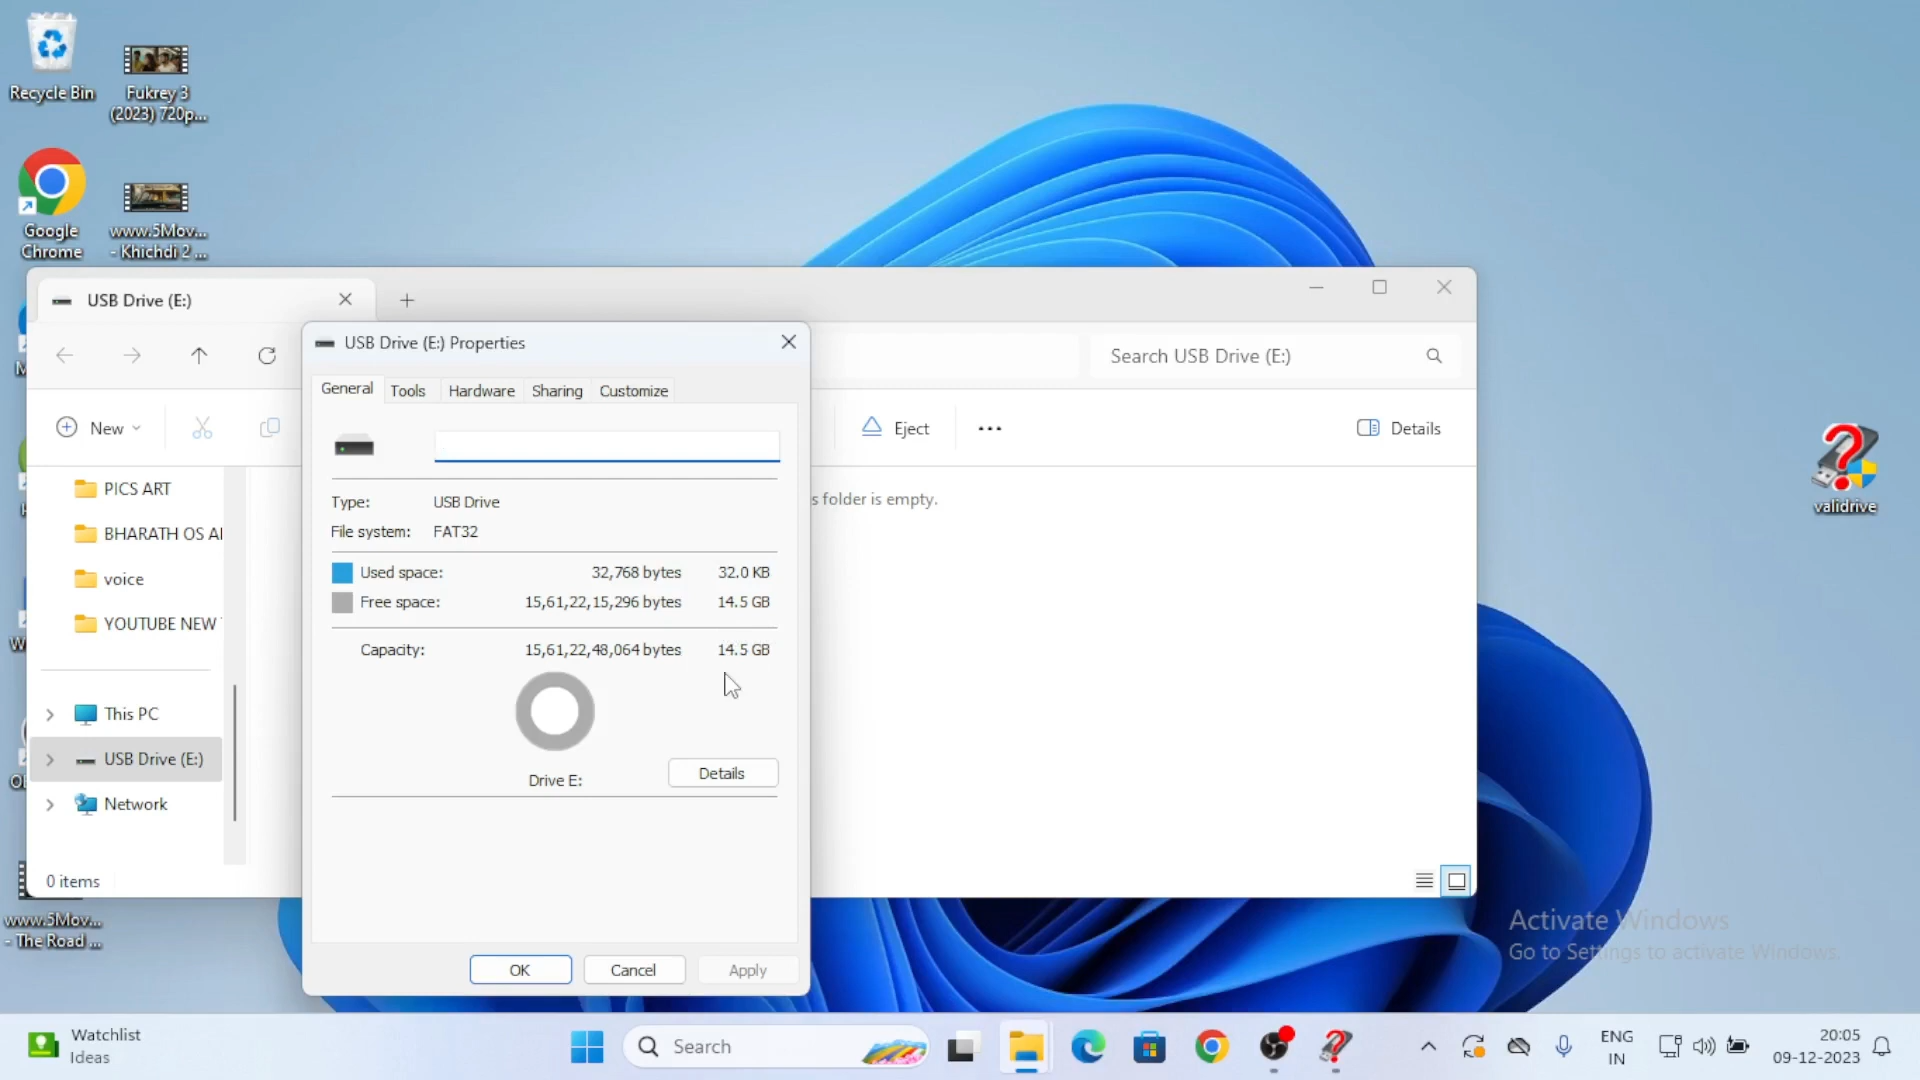 Recycle Bin
Fukrey 3
(2023) 720p...
Google
Chrome
www.5Mov...
- Khichdi 2 ...
USB Drive (E:)
USB Drive (E:) Properties
Search USB Drive (E:)
General
Tools
Hardware
Sharing
Customize
New
Eject
Details
PICS ART
s folder is empty.
Type: USB Drive
validrive
BHARATH OS A
File system: FAT32
voice
Used space: 32,768 bytes 32.0 KB
Free space: 15,61,22,15,296 bytes 14.5 GB
YOUTUBE NEW
Capacity: 15,61,22,48,064 bytes 14.5 GB
This PC
USB Drive (E:)
Drive E:
Details
Network
0 items
www.5Mov...
- The Road ...
Activate Windows
Go to Settings to activate Windows.
OK
Cancel
Apply
Watchlist
Ideas
Search
ENG
IN
20:05
09-12-2023